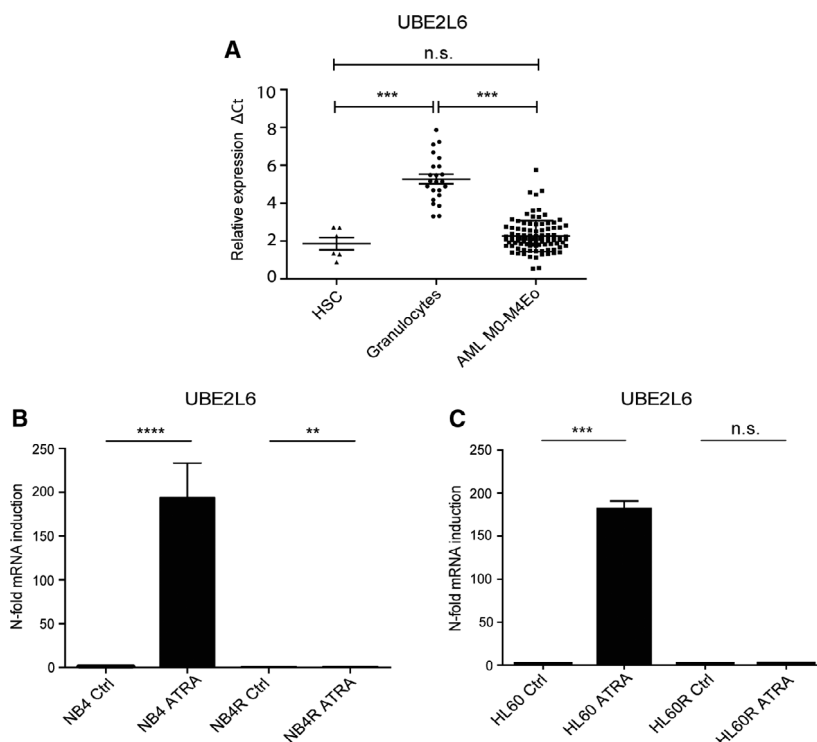 UBE2L6
A
n.s.
*** ***
Relative expression ΔCt
10
8
6
4
2
0
HSC
Granulocytes
AML M0-M4Eo
B
UBE2L6
**** **
N-fold mRNA induction
250
200
150
100
50
0
NB4 Ctrl
NB4 ATRA
NB4R Ctrl
NB4R ATRA
C
UBE2L6
*** n.s.
N-fold mRNA induction
250
200
150
100
50
0
HL60 Ctrl
HL60 ATRA
HL60R Ctrl
HL60R ATRA